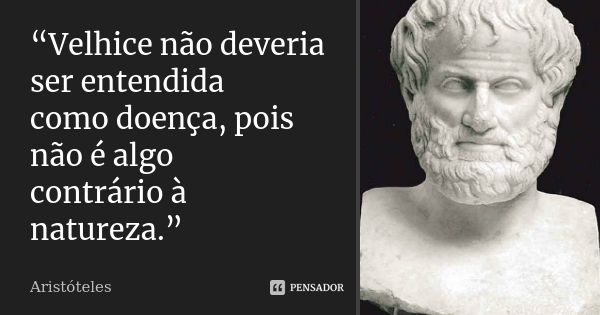 “Velhice não deveria
ser entendida
como doença, pois
não é algo
contrário à
natureza.”
Aristóteles
PENSADOR